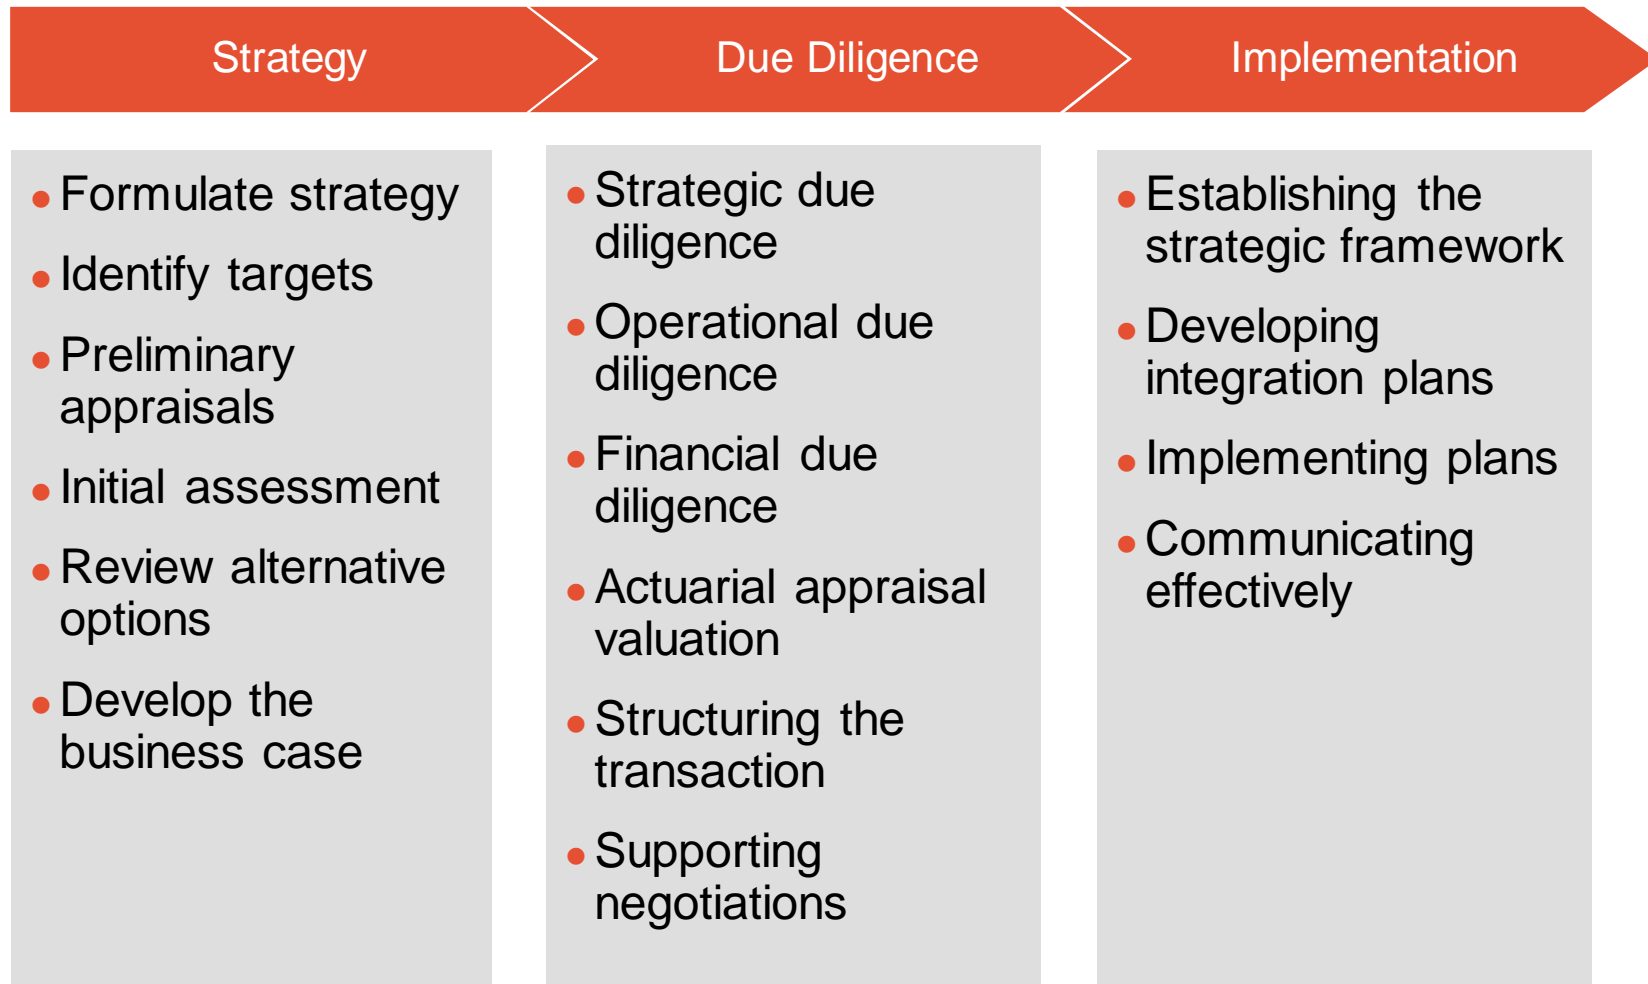 Strategy
Due Diligence
Implementation
Formulate strategy
Identify targets
Preliminary
appraisals
Initial assessment
Review alternative
options
Develop the
business case
Strategic due
diligence
Operational due
diligence
Financial due
diligence
Actuarial appraisal
valuation
Structuring the
transaction
Supporting
negotiations
Establishing the
strategic framework
Developing
integration plans
Implementing plans
Communicating
effectively